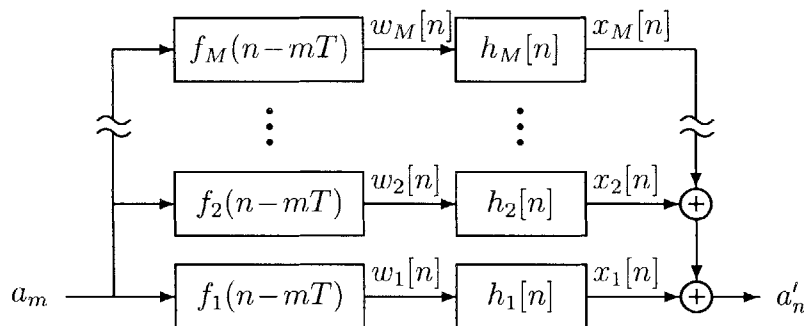 f_M(n-mT) w_M[n] h_M[n] x_M[n]
f_2(n-mT) w_2[n] h_2[n] x_2[n] +
a_m f_1(n-mT) w_1[n] h_1[n] x_1[n] + a'_n